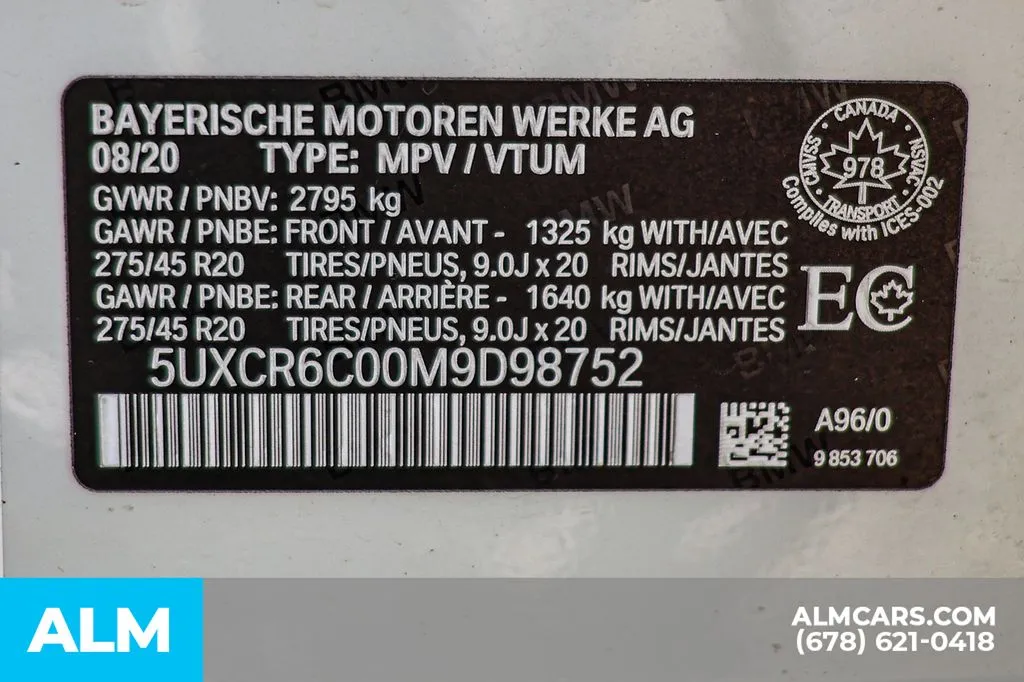 BAYERISCHE MOTOREN WERKE AG
08/20 TYPE: MPV / VTUM
GVWR / PNBV: 2795 kg
GAWR / PNBE: FRONT / AVANT - 1325 kg WITH/AVEC
275/45 R20 TIRES/PNEUS, 9.0J x 20 RIMS/JANTES
GAWR / PNBE: REAR / ARRIÈRE - 1640 kg WITH/AVEC
275/45 R20 TIRES/PNEUS, 9.0J x 20 RIMS/JANTES
5UXCR6C00M9D98752
CANADA
CMVSS
NSVAC
978
TRANSPORT
Complies with ICES-002
EC
A96/0
9 853 706
ALM
ALMCARS.COM
(678) 621-0418